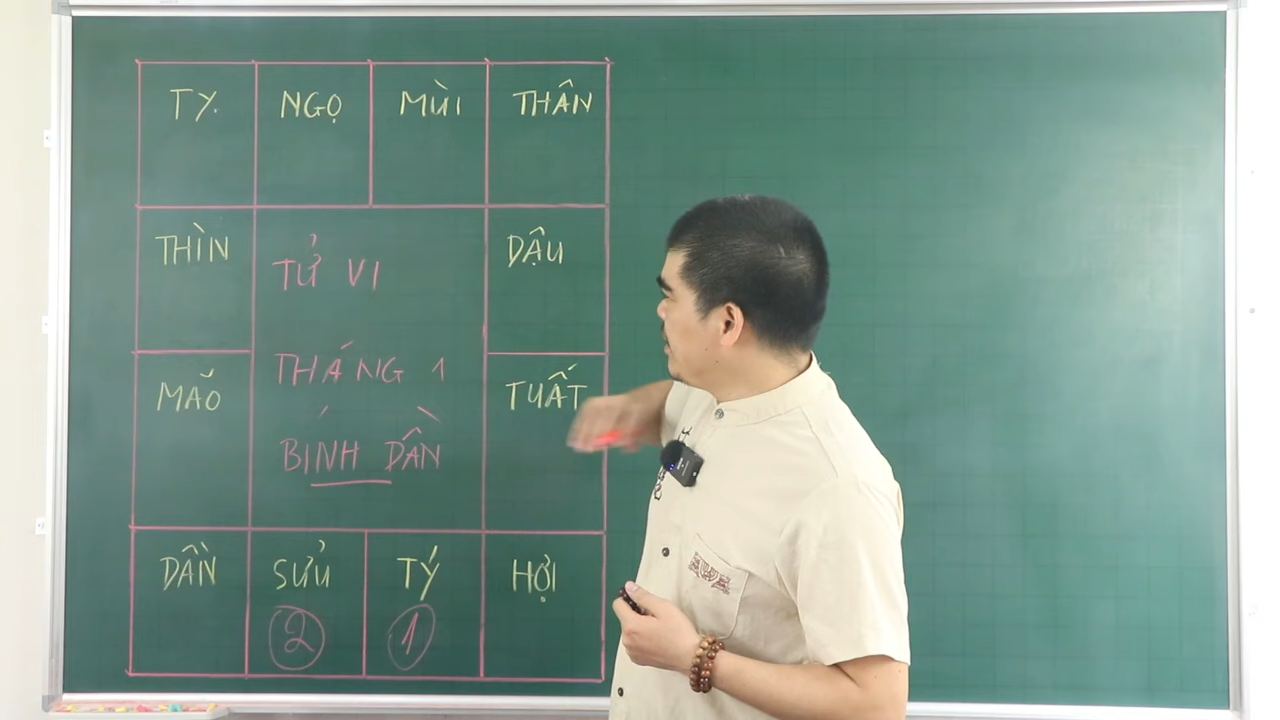 TỴ NGỌ MÙI THÂN
THÌN
DẬU
TỬ VI
THÁNG 1
MÃO
TUẤT
BÍNH DẦN
DẦN SỬU TÝ HỢI
2 1